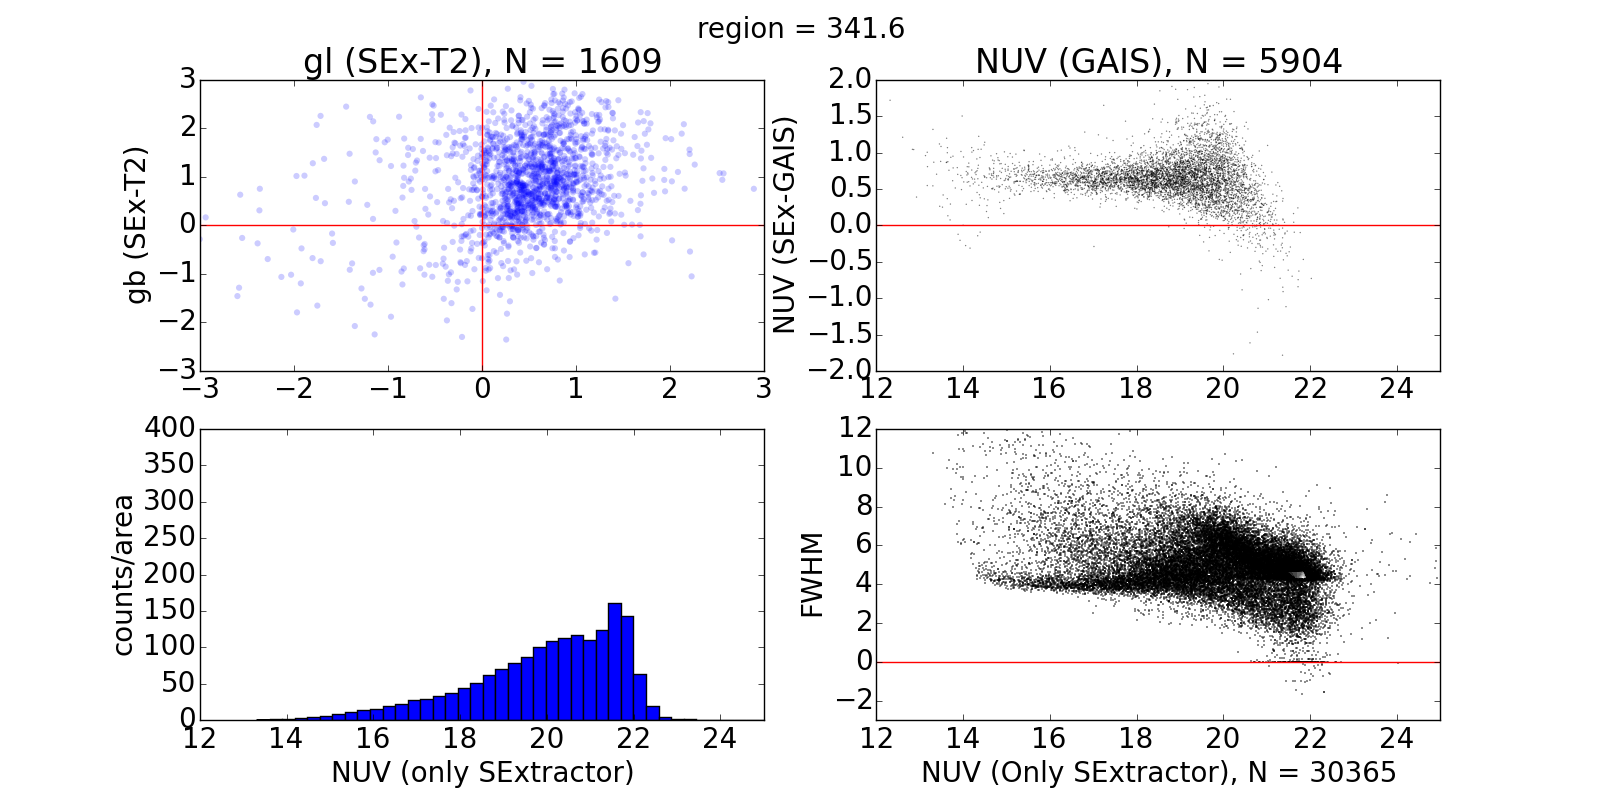 region = 341.6
gl (SEx-T2), N = 1609
NUV (GAIS), N = 5904
gb (SEx-T2)
3
2
1
0
−1
−2
−3
−3 −2 −1 0 1 2 3
NUV (SEx-GAIS)
2.0
1.5
1.0
0.5
0.0
−0.5
−1.0
−1.5
−2.0
12 14 16 18 20 22 24
counts/area
400
350
300
250
200
150
100
50
0
12 14 16 18 20 22 24
NUV (only SExtractor)
FWHM
12
10
8
6
4
2
0
−2
12 14 16 18 20 22 24
NUV (Only SExtractor), N = 30365